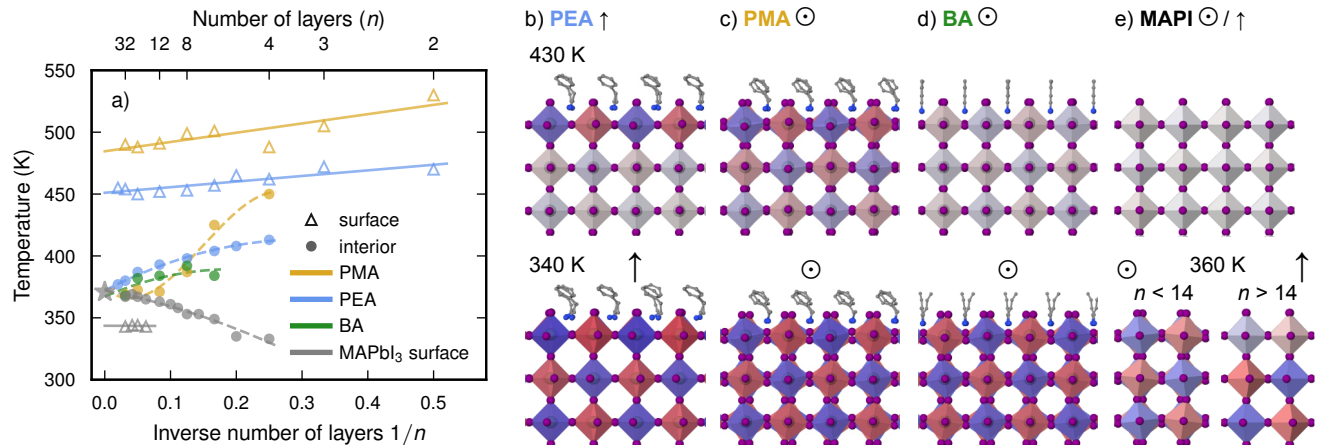 Number of layers (n)
32 12 8 4 3 2
a)
550
500
450
400
350
300
Temperature (K)
surface
interior
PMA
PEA
BA
MAPbI₃ surface
0.0 0.1 0.2 0.3 0.4 0.5
Inverse number of layers 1/n
b) PEA ↑
c) PMA ⊙
d) BA ⊙
e) MAPI ⊙ / ↑
430 K
340 K ↑
⊙
⊙
⊙
360 K ↑
n < 14
n > 14